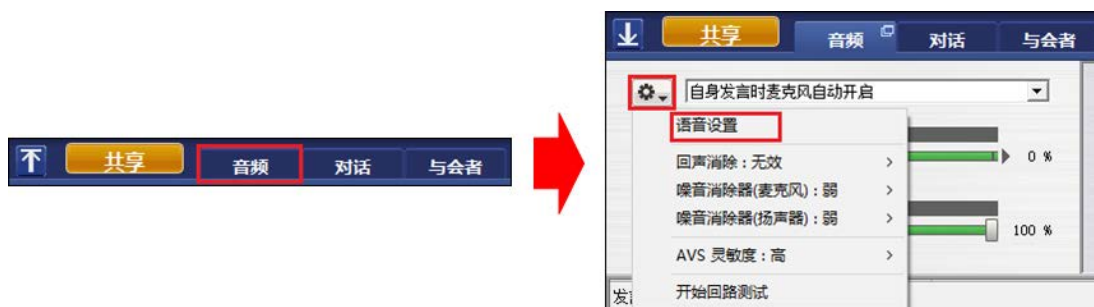 共享 音频 对话 与会者
共享 音频 对话 与会者
自身发言时麦克风自动开启
语音设置
回声消除：无效
0 %
噪音消除器(麦克风)：弱
噪音消除器(扬声器)：弱
100 %
AVS 灵敏度：高
开始回路测试